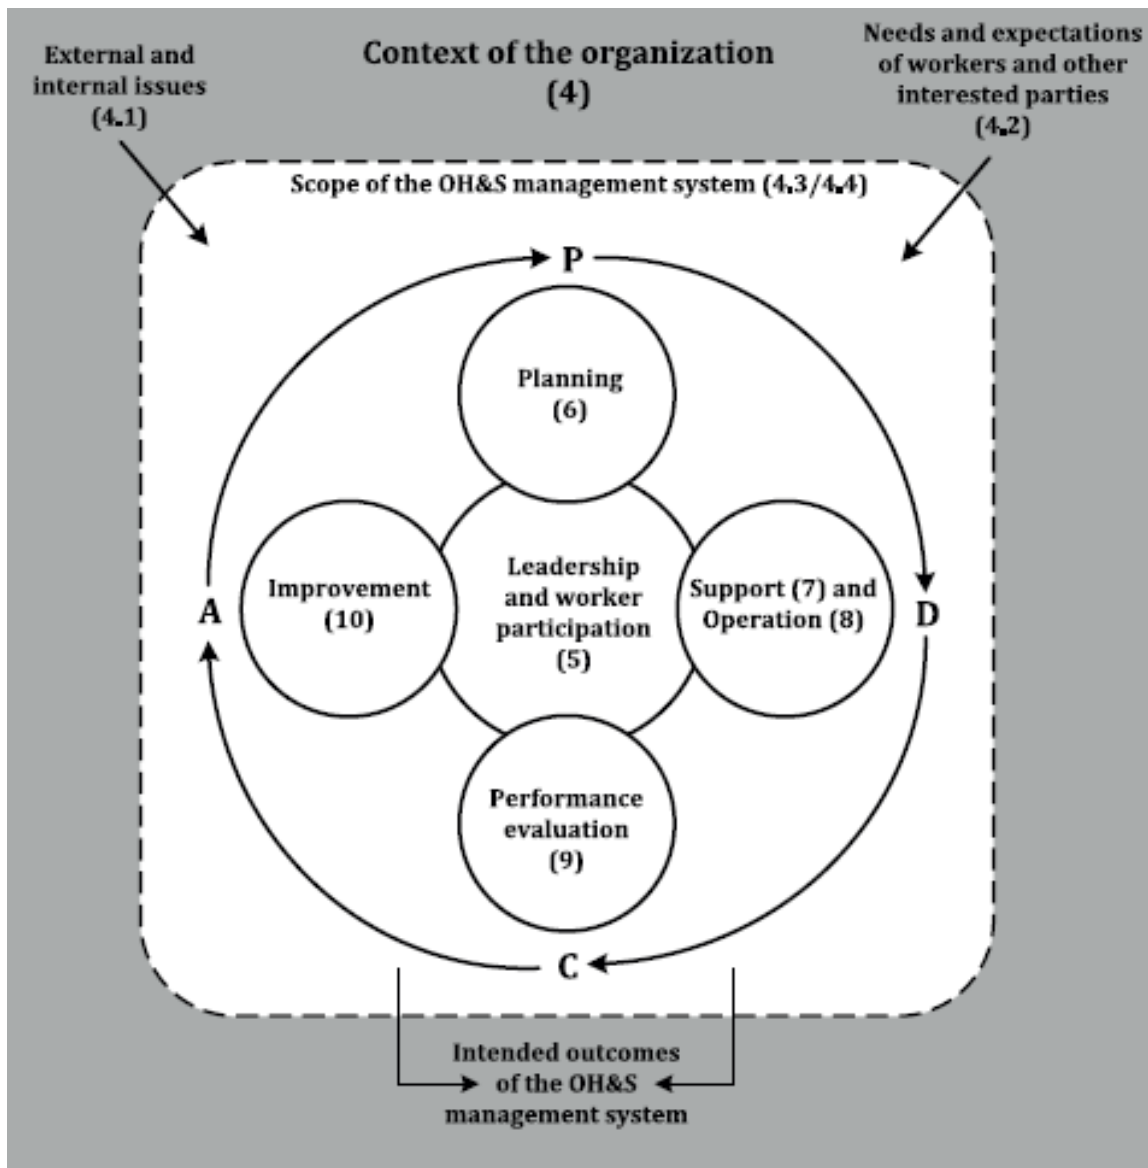 External and
internal issues
(4.1)
Context of the organization
(4)
Needs and expectations
of workers and other
interested parties
(4.2)
Scope of the OH&S management system (4.3/4.4)
P
Planning
(6)
A
Improvement
(10)
Leadership
and worker
participation
(5)
Support (7) and
Operation (8)
D
Performance
evaluation
(9)
C
Intended outcomes
of the OH&S
management system